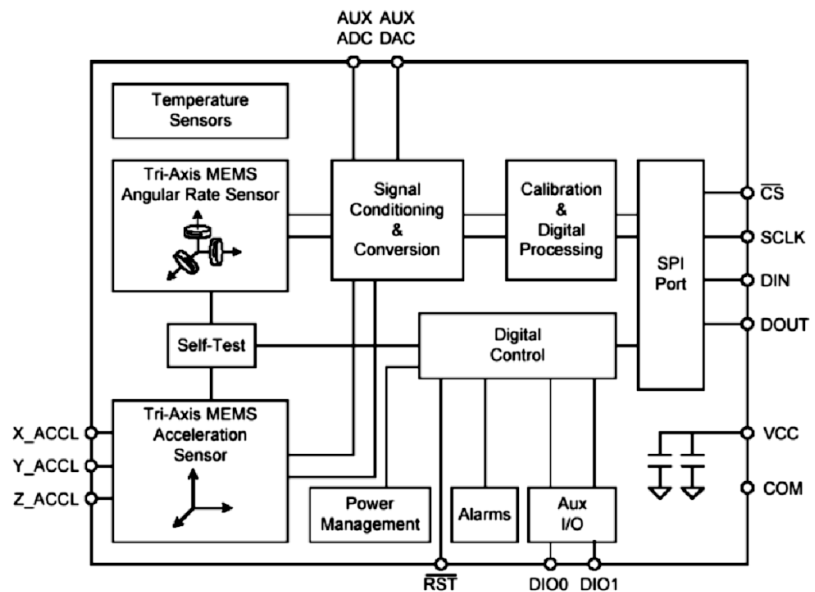 AUX AUX
ADC DAC
Temperature
Sensors
Tri-Axis MEMS
Angular Rate Sensor
Signal
Conditioning
&
Conversion
Calibration
&
Digital
Processing
SPI
Port
CS
SCLK
DIN
DOUT
Self-Test
Digital
Control
Tri-Axis MEMS
Acceleration
Sensor
X_ACCL
Y_ACCL
Z_ACCL
Power
Management
Alarms
Aux
I/O
VCC
COM
RST
DIO0 DIO1